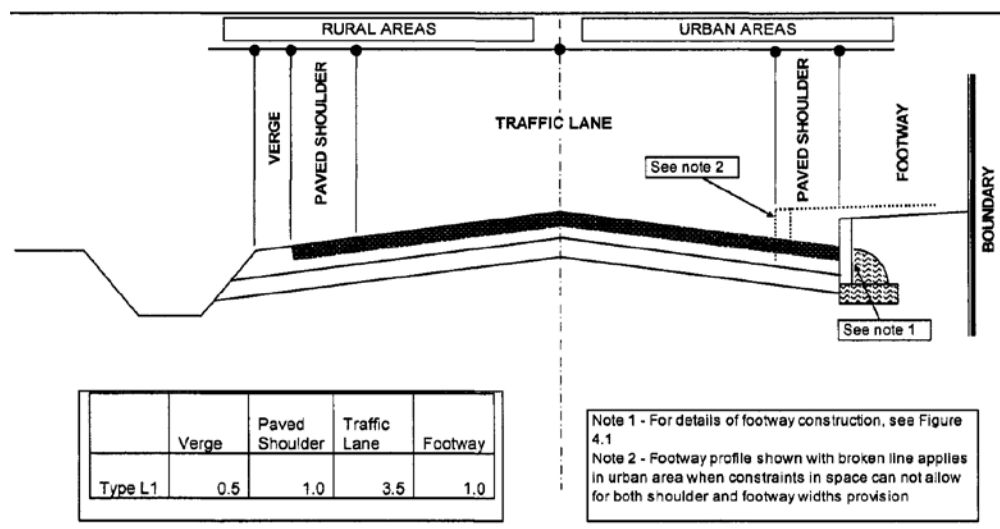 RURAL AREAS
URBAN AREAS
VERGE
PAVED SHOULDER
TRAFFIC LANE
PAVED SHOULDER
FOOTWAY
BOUNDARY
See note 2
See note 1
Verge Paved Shoulder Traffic Lane Footway
Type L1 0.5 1.0 3.5 1.0
Note 1 - For details of footway construction, see Figure
4.1
Note 2 - Footway profile shown with broken line applies
in urban area when constraints in space can not allow
for both shoulder and footway widths provision